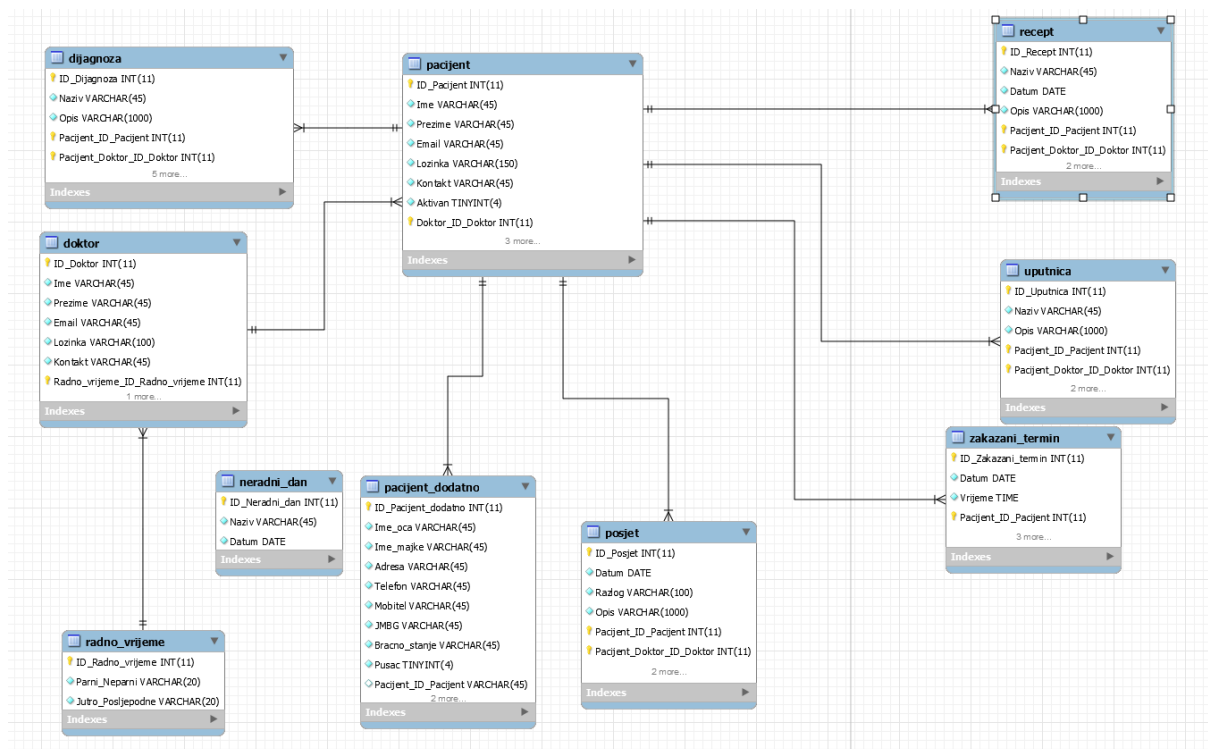 dijagnoza
ID_Dijagnoza INT(11)
Naziv VARCHAR(45)
Opis VARCHAR(1000)
Pacijent_ID_Pacijent INT(11)
Pacijent_Doktor_ID_Doktor INT(11)
5 more...
Indexes
pacijent
ID_Pacijent INT(11)
Ime VARCHAR(45)
Prezime VARCHAR(45)
Email VARCHAR(45)
Lozinka VARCHAR(150)
Kontakt VARCHAR(45)
Aktivan TINYINT(4)
Doktor_ID_Doktor INT(11)
3 more...
Indexes
recept
ID_Recept INT(11)
Naziv VARCHAR(45)
Datum DATE
Opis VARCHAR(1000)
Pacijent_ID_Pacijent INT(11)
Pacijent_Doktor_ID_Doktor INT(11)
2 more...
Indexes
doktor
ID_Doktor INT(11)
Ime VARCHAR(45)
Prezime VARCHAR(45)
Email VARCHAR(45)
Lozinka VARCHAR(100)
Kontakt VARCHAR(45)
Radno_vrijeme_ID_Radno_vrijeme INT(11)
1 more...
Indexes
uputnica
ID_Uputnica INT(11)
Naziv VARCHAR(45)
Opis VARCHAR(1000)
Pacijent_ID_Pacijent INT(11)
Pacijent_Doktor_ID_Doktor INT(11)
2 more...
Indexes
zakazani_termin
ID_Zakazani_termin INT(11)
Datum DATE
Vrijeme TIME
Pacijent_ID_Pacijent INT(11)
3 more...
Indexes
neradni_dan
ID_Neradni_dan INT(11)
Naziv VARCHAR(45)
Datum DATE
Indexes
pacijent_dodatno
ID_Pacijent_dodatno INT(11)
Ime_oca VARCHAR(45)
Ime_majke VARCHAR(45)
Adresa VARCHAR(45)
Telefon VARCHAR(45)
Mobitel VARCHAR(45)
JMBG VARCHAR(45)
Bracno_stanje VARCHAR(45)
Pusac TINYINT(4)
Pacijent_ID_Pacijent VARCHAR(45)
2 more...
Indexes
posjet
ID_Posjet INT(11)
Datum DATE
Razlog VARCHAR(100)
Opis VARCHAR(1000)
Pacijent_ID_Pacijent INT(11)
Pacijent_Doktor_ID_Doktor INT(11)
2 more...
Indexes
radno_vrijeme
ID_Radno_vrijeme INT(11)
Parni_Neparni VARCHAR(20)
Jutro_Posljepodne VARCHAR(20)
Indexes